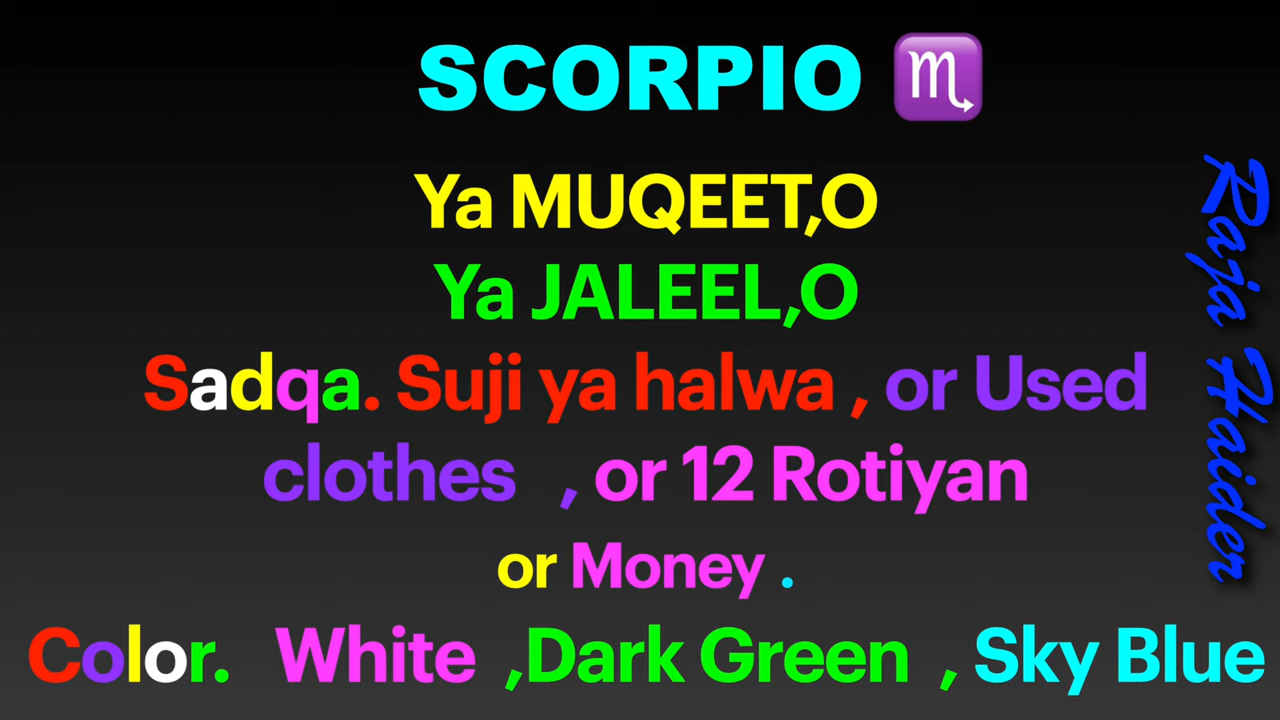 SCORPIO ♏
Ya MUQEET,O
Ya JALEEL,O
Sadqa. Suji ya halwa , or Used
clothes , or 12 Rotiyan
or Money .
Color. White ,Dark Green , Sky Blue
Raja Haider